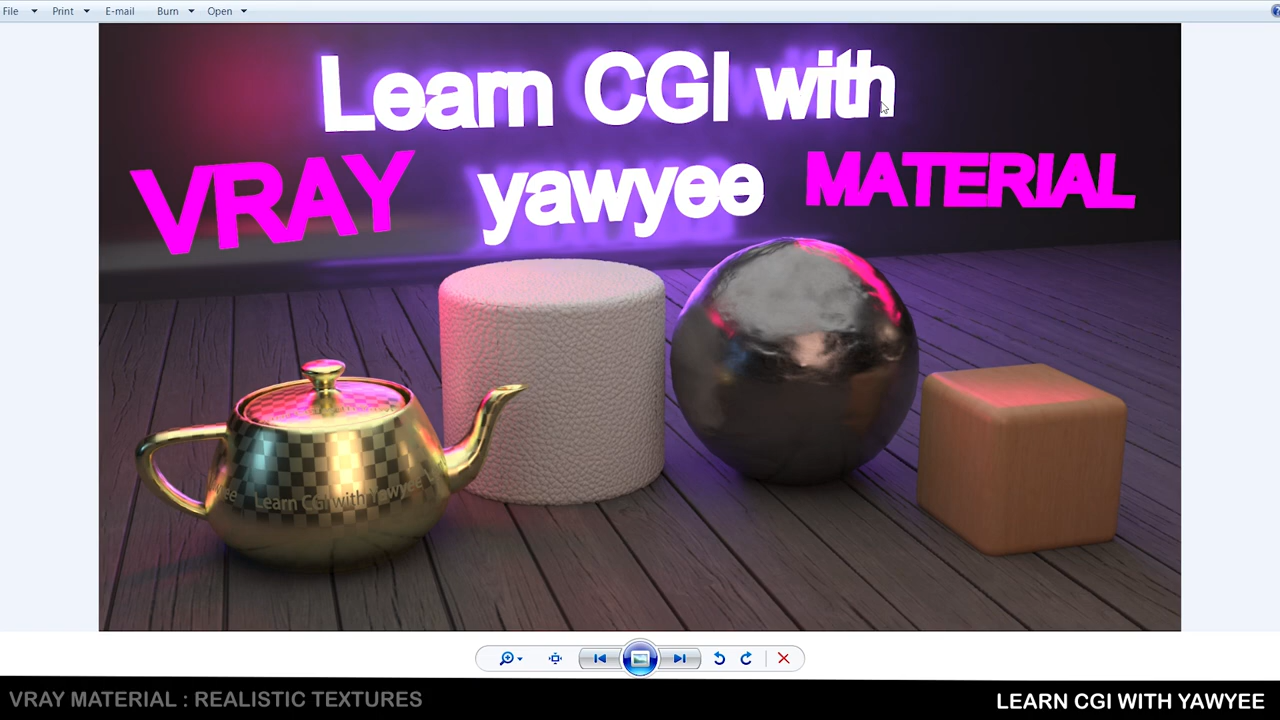 File Print E-mail Burn Open
Learn CGI with
VRAY yawyee MATERIAL
yee Learn CGI with Yawyee
VRAY MATERIAL : REALISTIC TEXTURES
LEARN CGI WITH YAWYEE